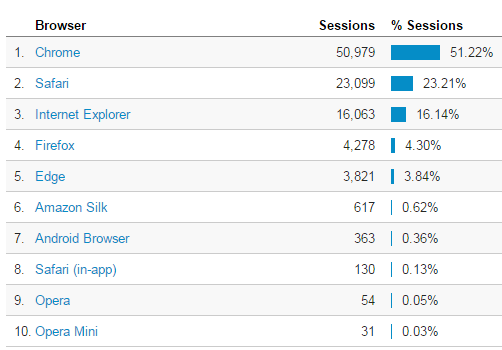 Browser Sessions % Sessions
1. Chrome 50,979 51.22%
2. Safari 23,099 23.21%
3. Internet Explorer 16,063 16.14%
4. Firefox 4,278 4.30%
5. Edge 3,821 3.84%
6. Amazon Silk 617 0.62%
7. Android Browser 363 0.36%
8. Safari (in-app) 130 0.13%
9. Opera 54 0.05%
10. Opera Mini 31 0.03%